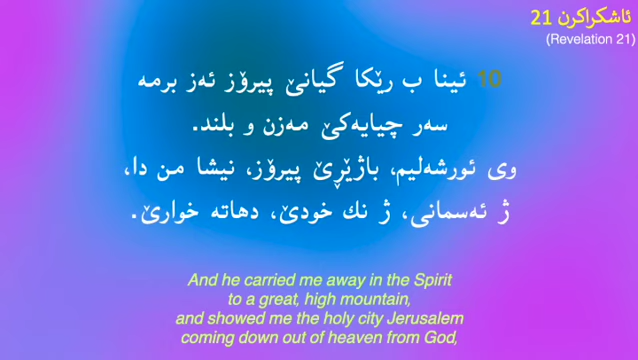 ئاشکراکرن 21
(Revelation 21)
10 ئینا ب رێکا گیانێ پیرۆز ئەز برمە
سەر چیایەکێ مەزن و بلند.
وی ئورشەلیم، باژێڕێ پیرۆز، نیشا من دا،
ژ ئەسمانی، ژ نك خودێ، دهاتە خوارێ.
And he carried me away in the Spirit
to a great, high mountain,
and showed me the holy city Jerusalem
coming down out of heaven from God,